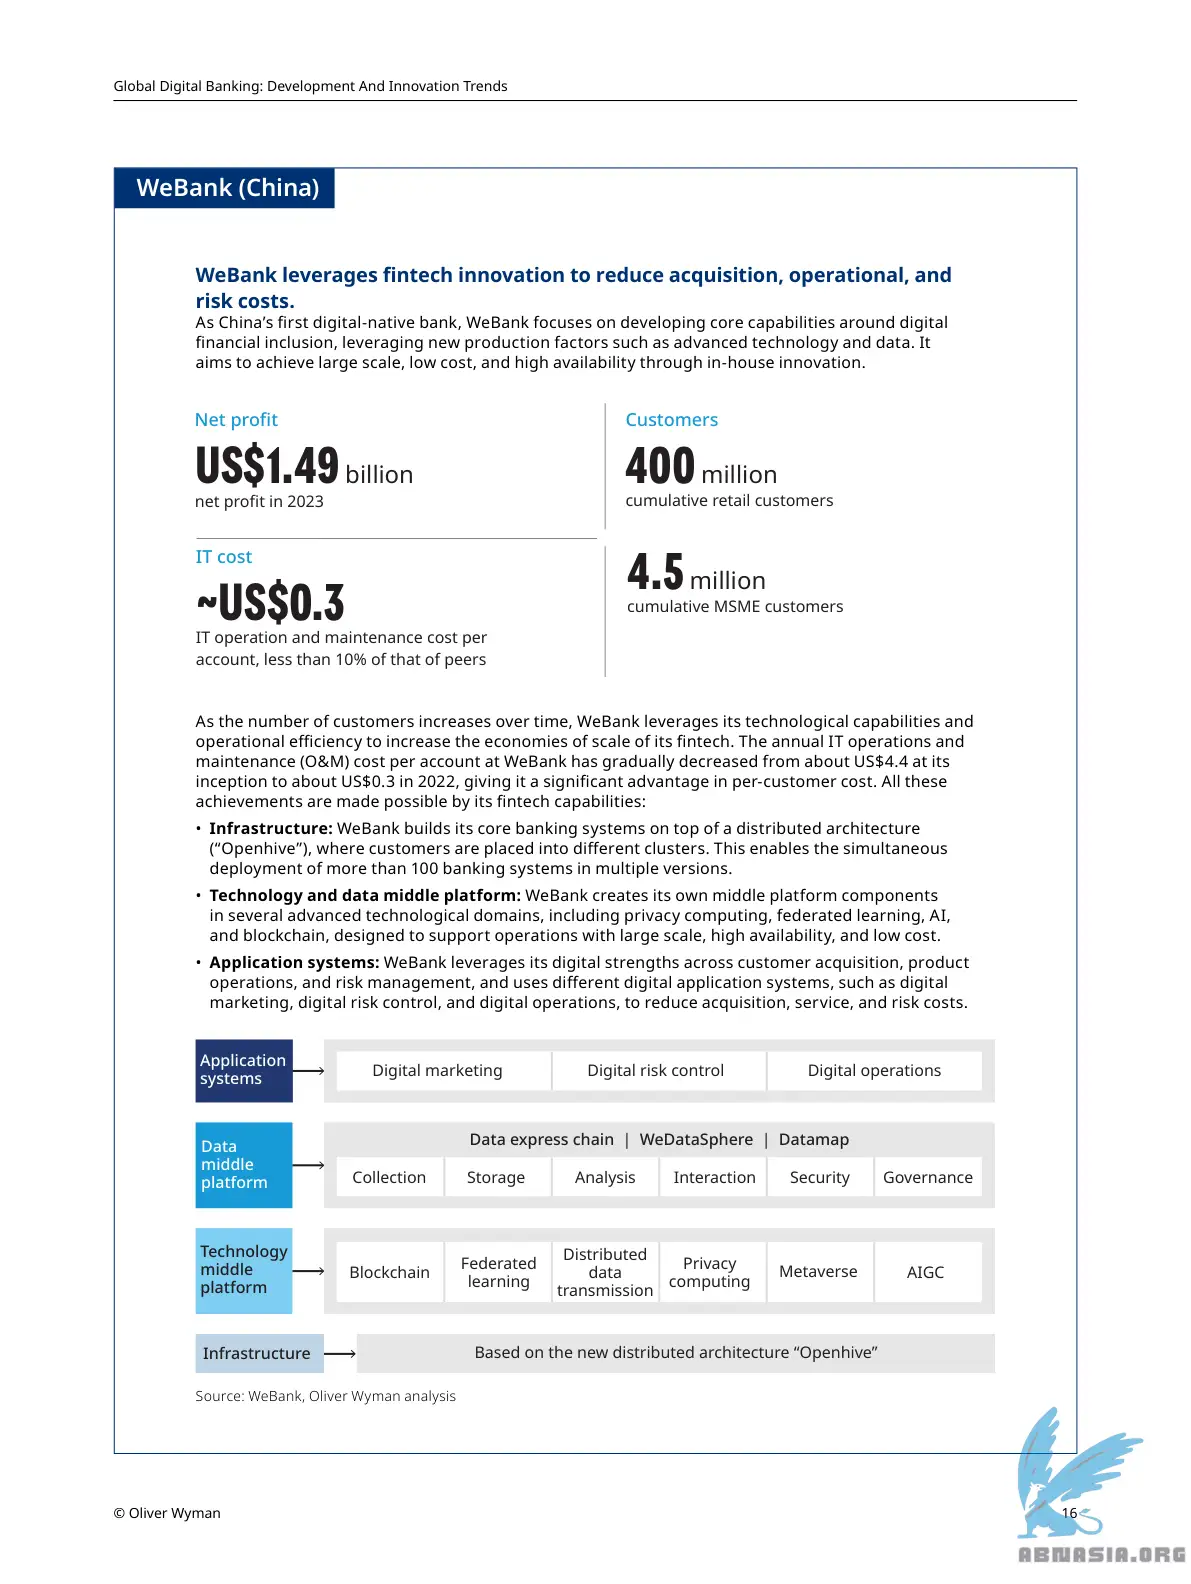 Global Digital Banking: Development And Innovation Trends
WeBank (China)
WeBank leverages fintech innovation to reduce acquisition, operational, and
risk costs.
As China’s first digital-native bank, WeBank focuses on developing core capabilities around digital
financial inclusion, leveraging new production factors such as advanced technology and data. It
aims to achieve large scale, low cost, and high availability through in-house innovation.
Net profit
US$1.49 billion
net profit in 2023
Customers
400 million
cumulative retail customers
IT cost
~US$0.3
IT operation and maintenance cost per
account, less than 10% of that of peers
4.5 million
cumulative MSME customers
As the number of customers increases over time, WeBank leverages its technological capabilities and
operational efficiency to increase the economies of scale of its fintech. The annual IT operations and
maintenance (O&M) cost per account at WeBank has gradually decreased from about US$4.4 at its
inception to about US$0.3 in 2022, giving it a significant advantage in per-customer cost. All these
achievements are made possible by its fintech capabilities:
• Infrastructure: WeBank builds its core banking systems on top of a distributed architecture
(“Openhive”), where customers are placed into different clusters. This enables the simultaneous
deployment of more than 100 banking systems in multiple versions.
• Technology and data middle platform: WeBank creates its own middle platform components
in several advanced technological domains, including privacy computing, federated learning, AI,
and blockchain, designed to support operations with large scale, high availability, and low cost.
• Application systems: WeBank leverages its digital strengths across customer acquisition, product
operations, and risk management, and uses different digital application systems, such as digital
marketing, digital risk control, and digital operations, to reduce acquisition, service, and risk costs.
Application
systems
Digital marketing
Digital risk control
Digital operations
Data
middle
platform
Data express chain | WeDataSphere | Datamap
Collection
Storage
Analysis
Interaction
Security
Governance
Technology
middle
platform
Blockchain
Federated
learning
Distributed
data
transmission
Privacy
computing
Metaverse
AIGC
Infrastructure
Based on the new distributed architecture “Openhive”
Source: WeBank, Oliver Wyman analysis
© Oliver Wyman
16
ABNASIA.ORG